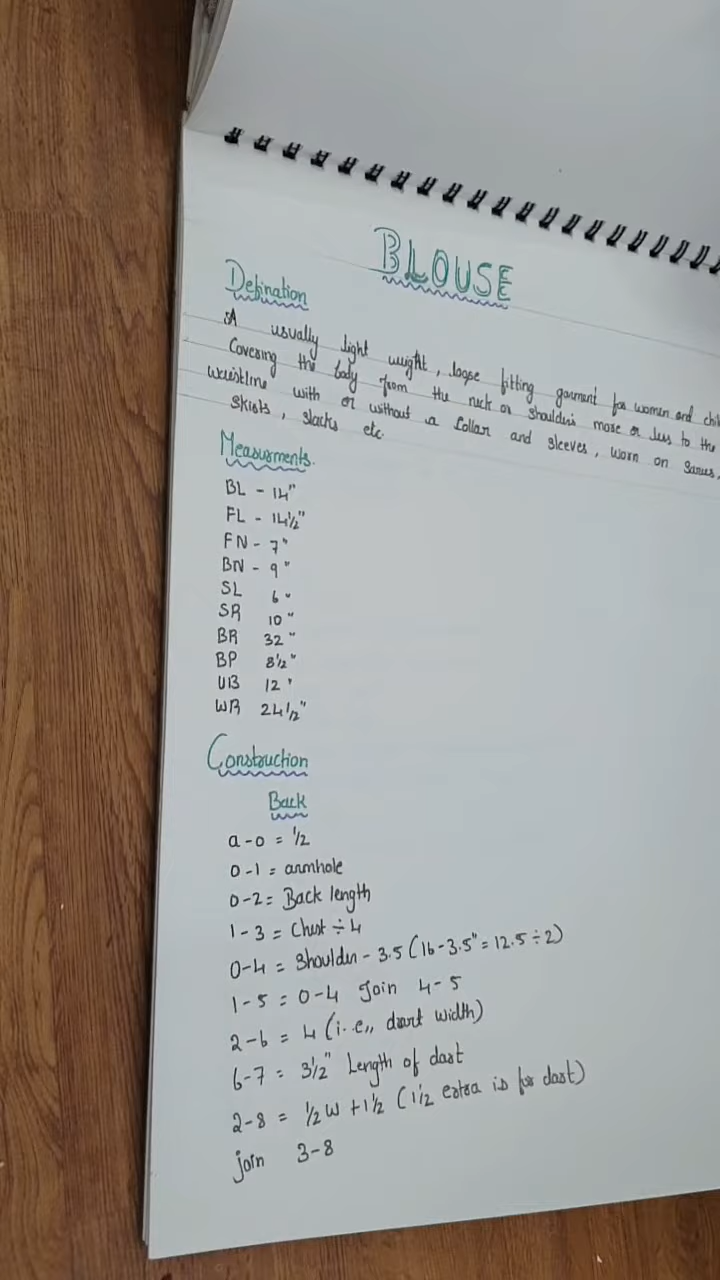 BLOUSE
Defination
A usually light weight, loose fitting garment for women and chil
Covering the body from the neck or shoulders more or less to the
waistline with or without a Collar and sleeves, worn on sarees,
Skirts, slacks etc.
Measurments.
BL - 14"
FL - 14½"
FN - 7"
BN - 9"
SL 6"
SR 10"
BR 32"
BP 8½"
UB 12"
WR 24½"
Construction
Back
a-0 = ½
0-1 = armhole
0-2 = Back length
1-3 = Chest ÷ 4
0-4 = Shoulder - 3.5 (16-3.5" = 12.5 ÷ 2)
1-5 = 0-4 Join 4-5
2-6 = 4 (i.e., dart width)
6-7 = 3½" Length of dart
2-8 = ½ W + 1½ (1½ extra is for dart)
join 3-8